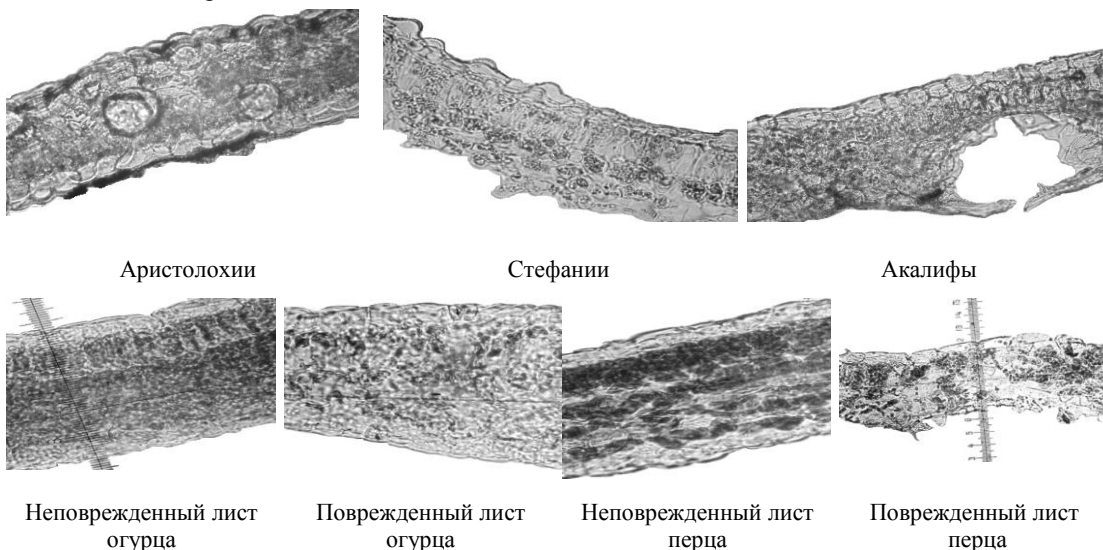 Аристолохии
Стефании
Акалифы
Неповрежденный лист огурца
Поврежденный лист огурца
Неповрежденный лист перца
Поврежденный лист перца